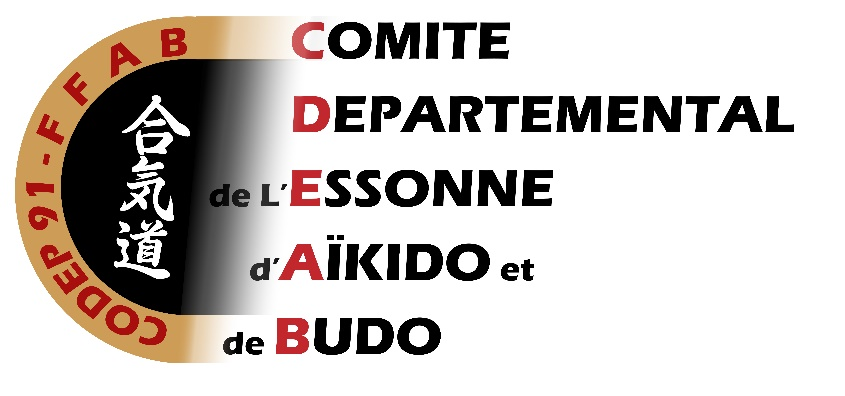 CODEP 91 - FFAB
合気道
COMITE
DEPARTEMENTAL
de L'ESSONNE
d'AÏKIDO et
de BUDO